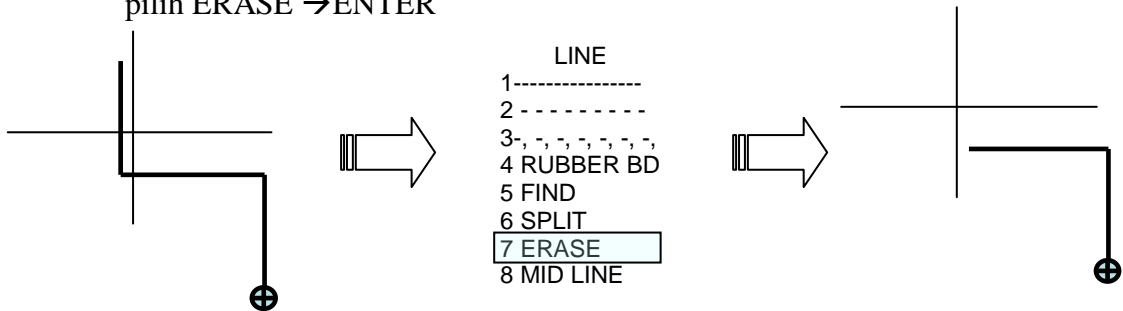 pilih ERASE →ENTER
LINE
1----------------
2 - - - - - - - - -
3-, -, -, -, -, -, -,
4 RUBBER BD
5 FIND
6 SPLIT
7 ERASE
8 MID LINE